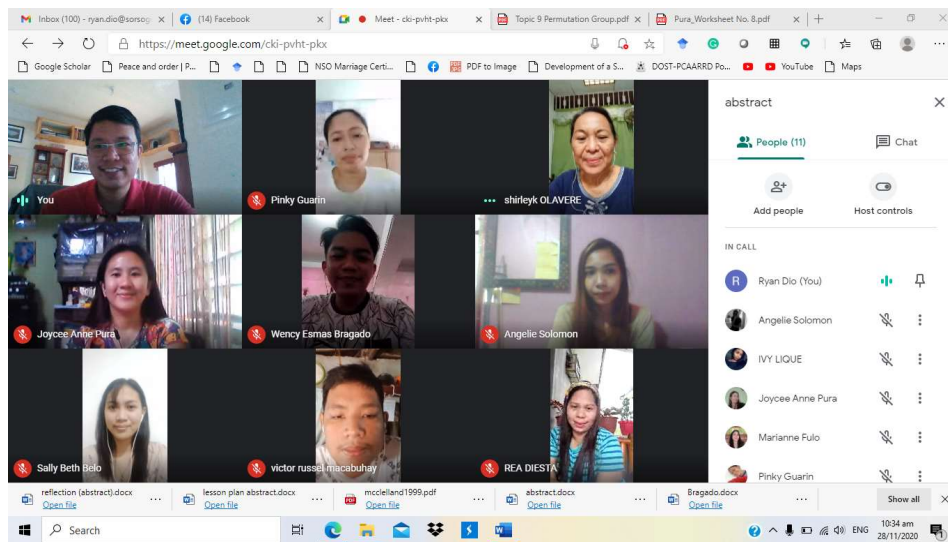 Inbox (100) - ryan.dio@sorsog
(14) Facebook
Meet - cki-pvht-pkx
Topic 9 Permutation Group.pdf
Pura_Worksheet No. 8.pdf
https://meet.google.com/cki-pvht-pkx
Google Scholar
Peace and order | P...
NSO Marriage Certi...
PDF to Image
Development of a S...
DOST-PCAARRD Po...
YouTube
Maps
You
Pinky Guarin
shirleyk OLAVERE
Joycee Anne Pura
Wency Esmas Bragado
Angelie Solomon
Sally Beth Belo
victor russel macabuhay
REA DIESTA
abstract
People (11)
Chat
Add people
Host controls
IN CALL
R
Ryan Dio (You)
Angelie Solomon
IVY LIQUE
Joycee Anne Pura
Marianne Fulo
Pinky Guarin
reflection (abstract).docx
Open file
lesson plan abstract.docx
Open file
mcclelland1999.pdf
Open file
abstract.docx
Open file
Bragado.docx
Open file
Show all
Search
ENG
10:34 am
28/11/2020